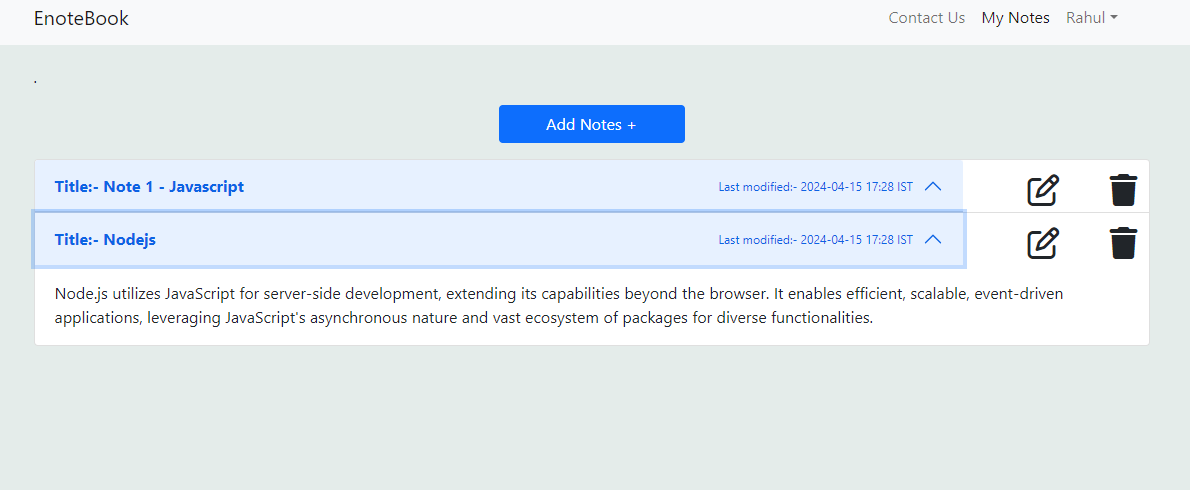 EnoteBook
Contact Us My Notes Rahul
.
Add Notes +
Title:- Note 1 - Javascript Last modified:- 2024-04-15 17:28 IST
Title:- Nodejs Last modified:- 2024-04-15 17:28 IST
Node.js utilizes JavaScript for server-side development, extending its capabilities beyond the browser. It enables efficient, scalable, event-driven
applications, leveraging JavaScript's asynchronous nature and vast ecosystem of packages for diverse functionalities.